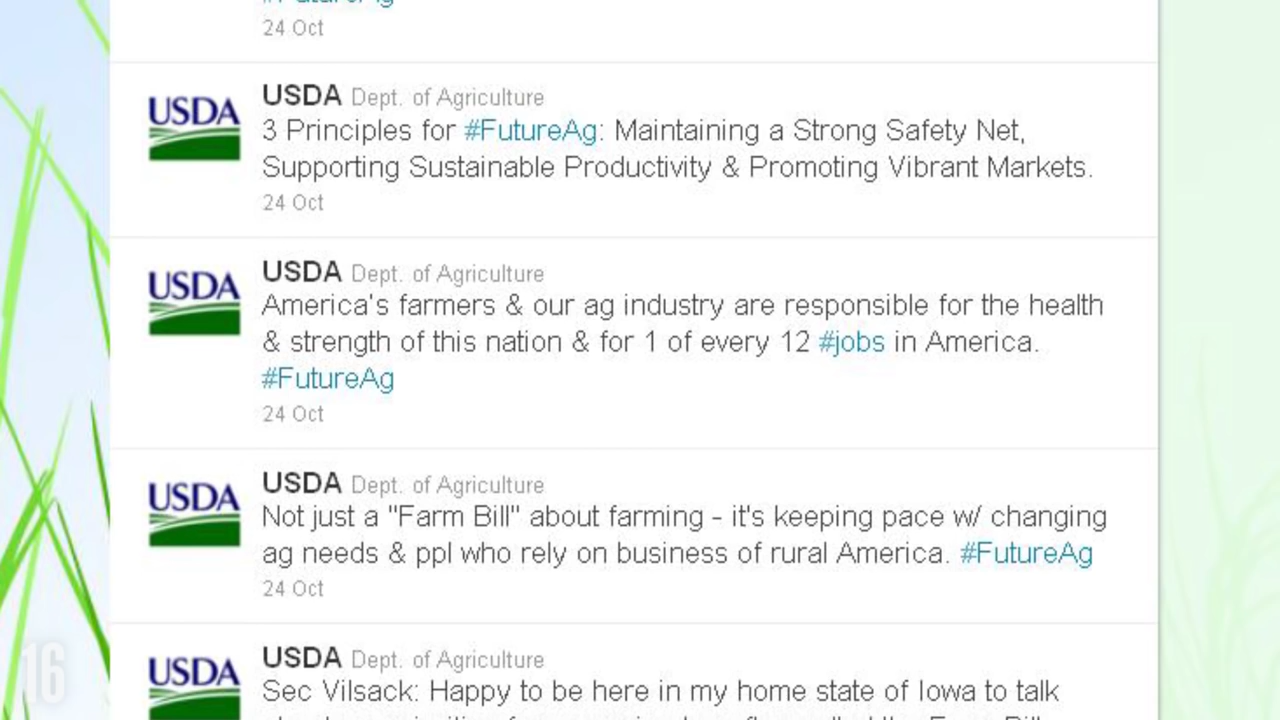 #FutureAg
24 Oct
USDA
USDA Dept. of Agriculture
3 Principles for #FutureAg: Maintaining a Strong Safety Net,
Supporting Sustainable Productivity & Promoting Vibrant Markets.
24 Oct
USDA
USDA Dept. of Agriculture
America's farmers & our ag industry are responsible for the health
& strength of this nation & for 1 of every 12 #jobs in America.
#FutureAg
24 Oct
USDA
USDA Dept. of Agriculture
Not just a "Farm Bill" about farming - it's keeping pace w/ changing
ag needs & ppl who rely on business of rural America. #FutureAg
24 Oct
USDA
USDA Dept. of Agriculture
Sec Vilsack: Happy to be here in my home state of Iowa to talk
16